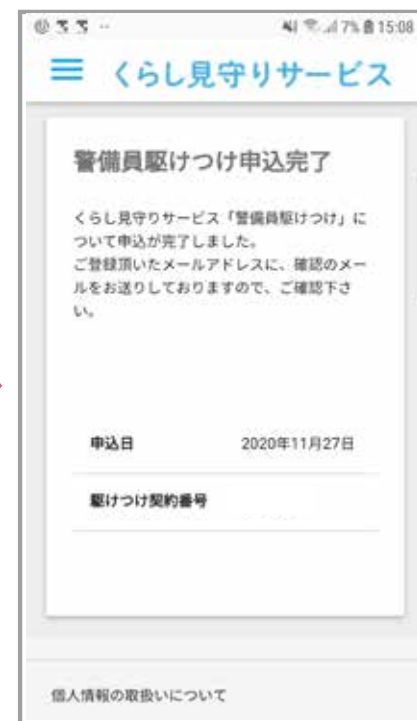 7% 15:08
くらし見守りサービス
警備員駆けつけ申込完了
くらし見守りサービス「警備員駆けつけ」に
ついて申込が完了しました。
ご登録頂いたメールアドレスに、確認のメー
ルをお送りしておりますので、ご確認下さ
い。
申込日 2020年11月27日
駆けつけ契約番号
個人情報の取扱いについて